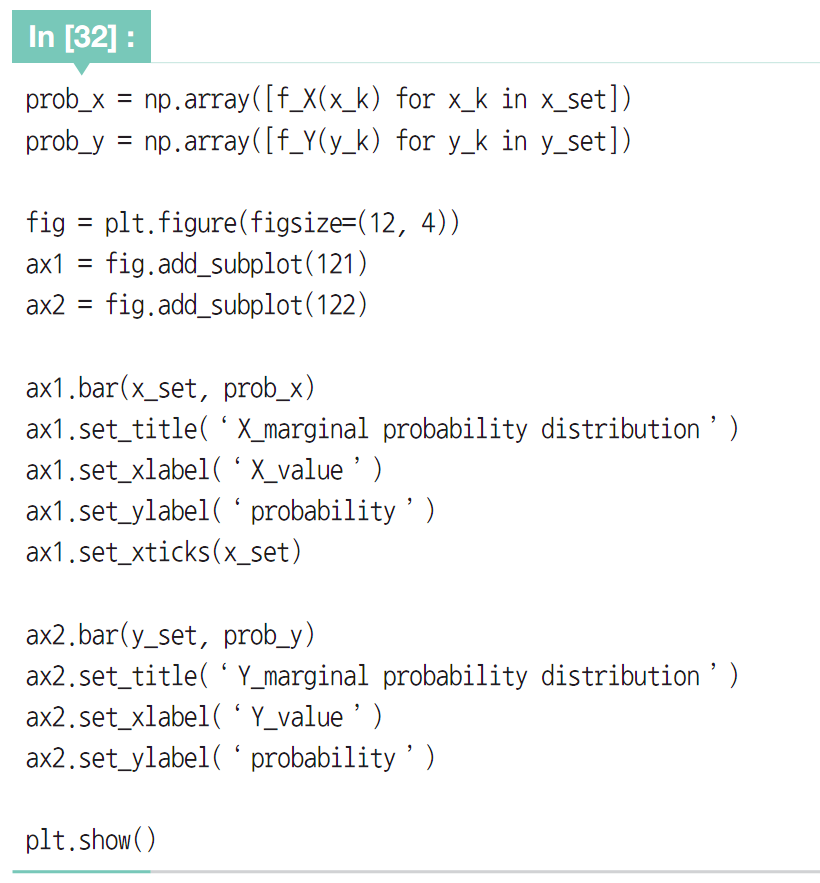 In [32] :
prob_x = np.array([f_X(x_k) for x_k in x_set])
prob_y = np.array([f_Y(y_k) for y_k in y_set])
fig = plt.figure(figsize=(12, 4))
ax1 = fig.add_subplot(121)
ax2 = fig.add_subplot(122)
ax1.bar(x_set, prob_x)
ax1.set_title( ‘ X_marginal probability distribution ’ )
ax1.set_xlabel( ‘ X_value ’ )
ax1.set_ylabel( ‘ probability ’ )
ax1.set_xticks(x_set)
ax2.bar(y_set, prob_y)
ax2.set_title( ‘ Y_marginal probability distribution ’ )
ax2.set_xlabel( ‘ Y_value ’ )
ax2.set_ylabel( ‘ probability ’ )
plt.show()